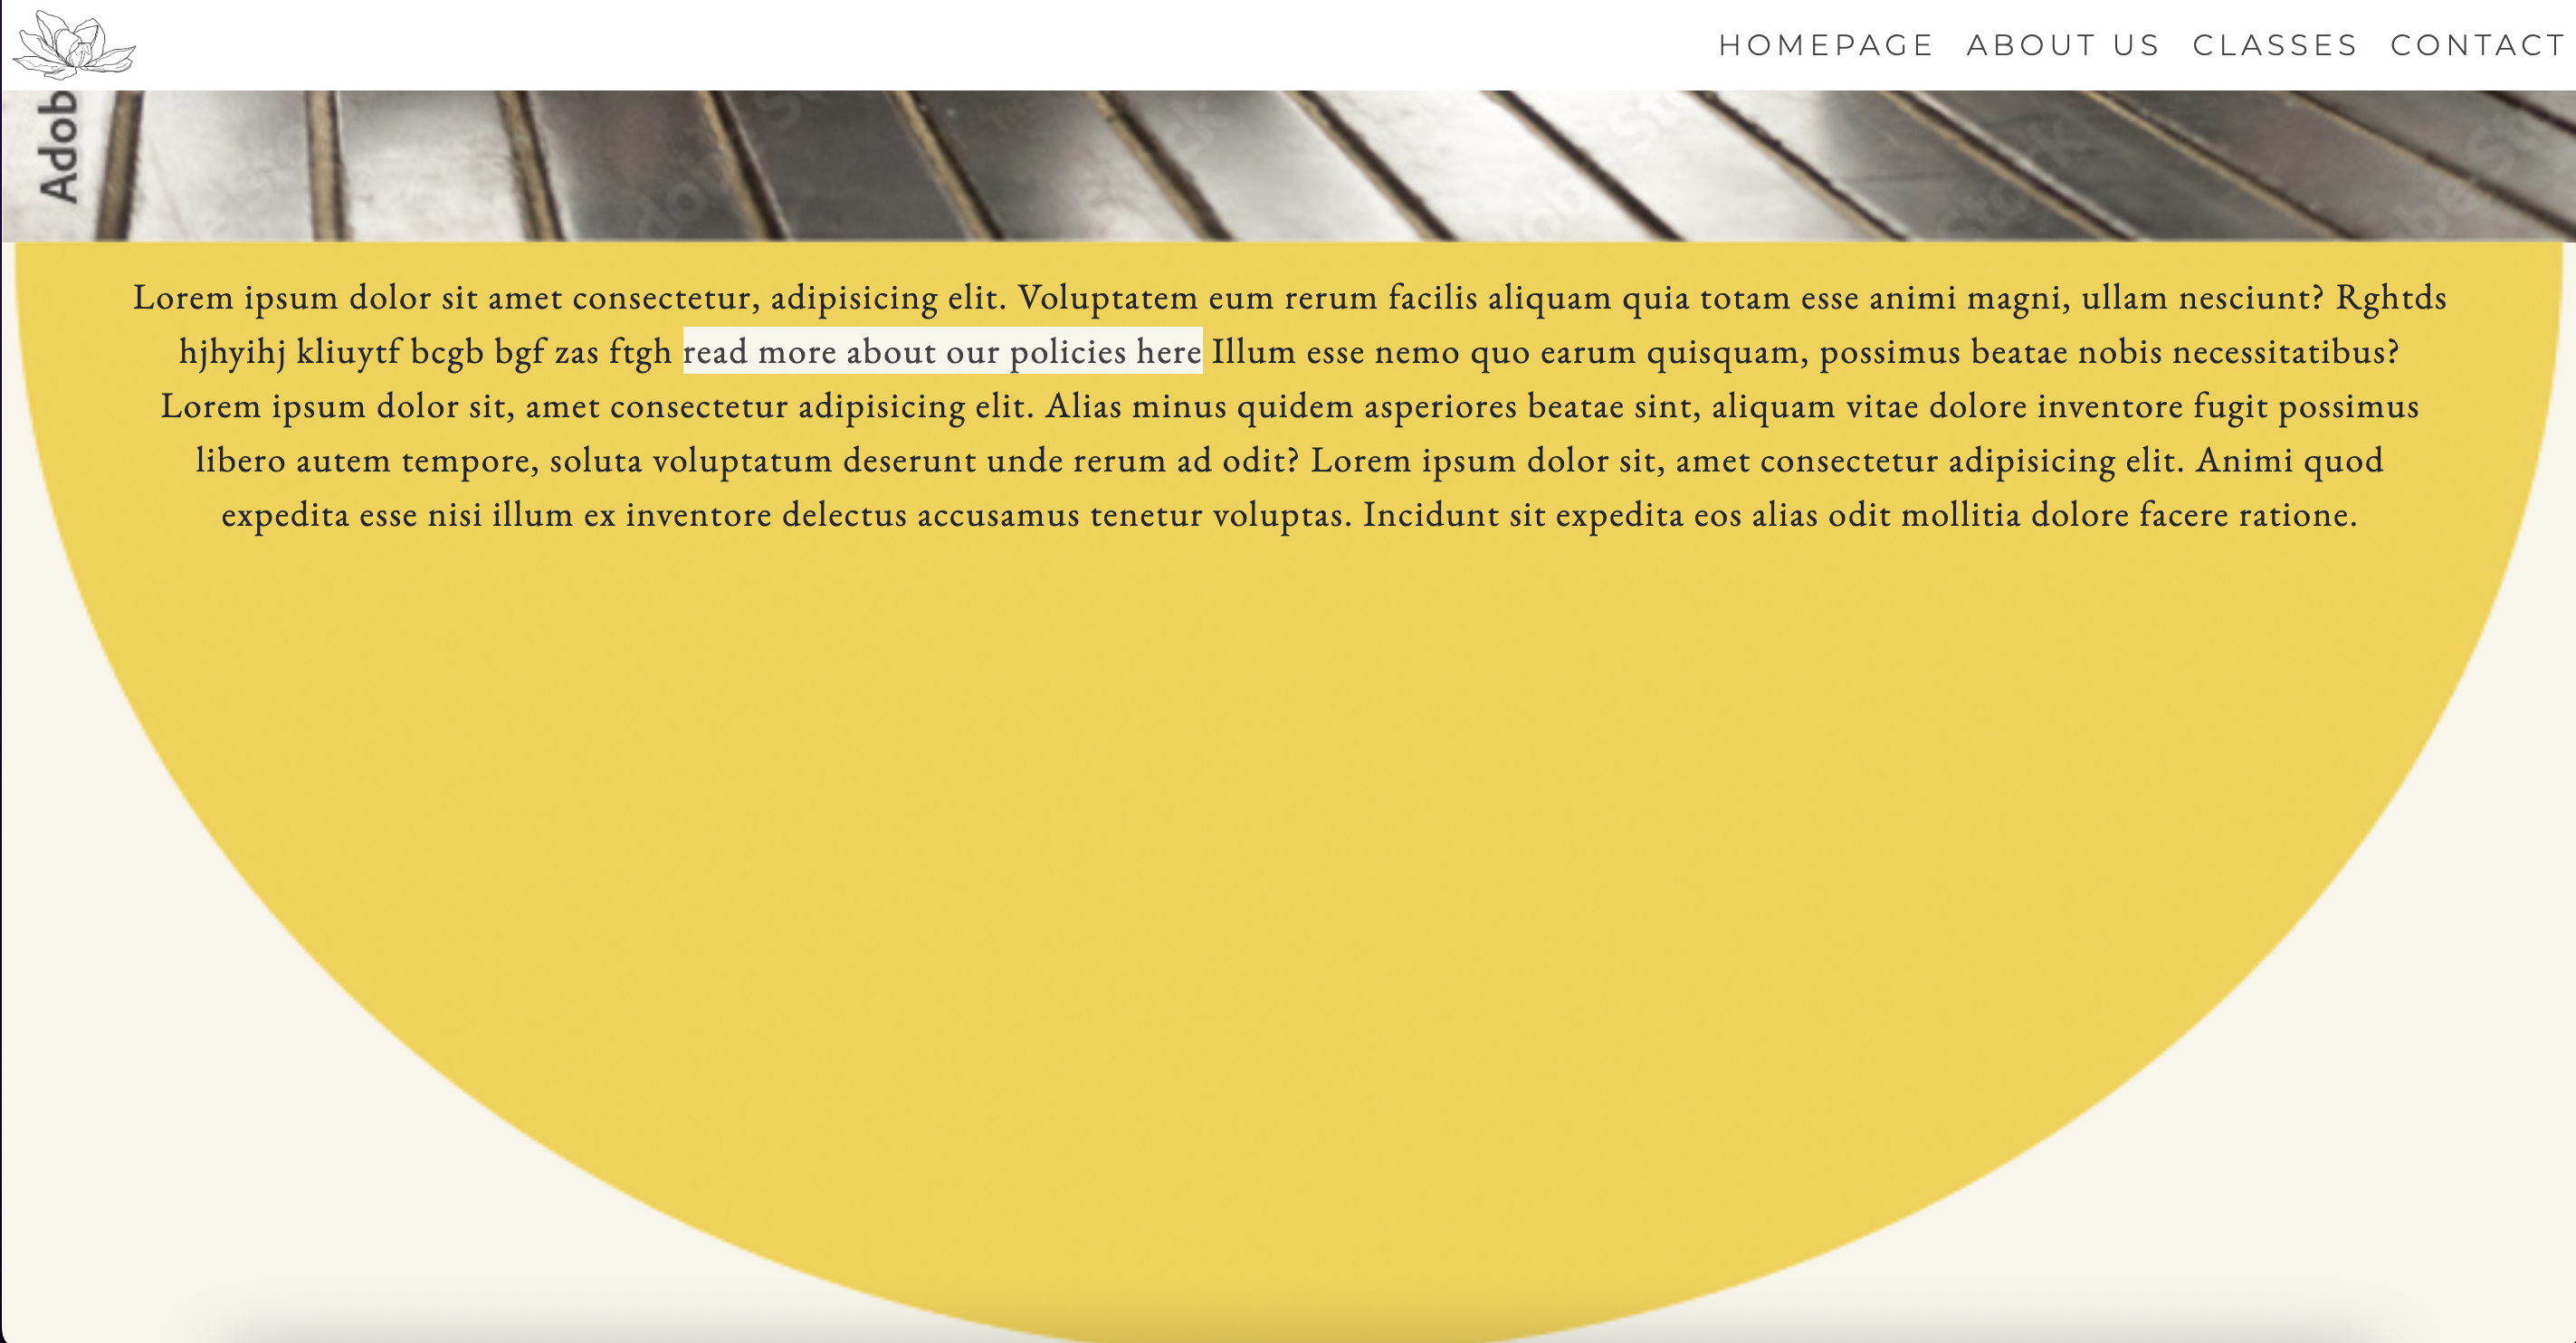 HOMEPAGE ABOUT US CLASSES CONTACT
Adob
Lorem ipsum dolor sit amet consectetur, adipisicing elit. Voluptatem eum rerum facilis aliquam quia totam esse animi magni, ullam nesciunt? Rghtds
hjhyihj kliuytf bcgb bgf zas ftgh read more about our policies here Illum esse nemo quo earum quisquam, possimus beatae nobis necessitatibus?
Lorem ipsum dolor sit, amet consectetur adipisicing elit. Alias minus quidem asperiores beatae sint, aliquam vitae dolore inventore fugit possimus
libero autem tempore, soluta voluptatum deserunt unde rerum ad odit? Lorem ipsum dolor sit, amet consectetur adipisicing elit. Animi quod
expedita esse nisi illum ex inventore delectus accusamus tenetur voluptas. Incidunt sit expedita eos alias odit mollitia dolore facere ratione.